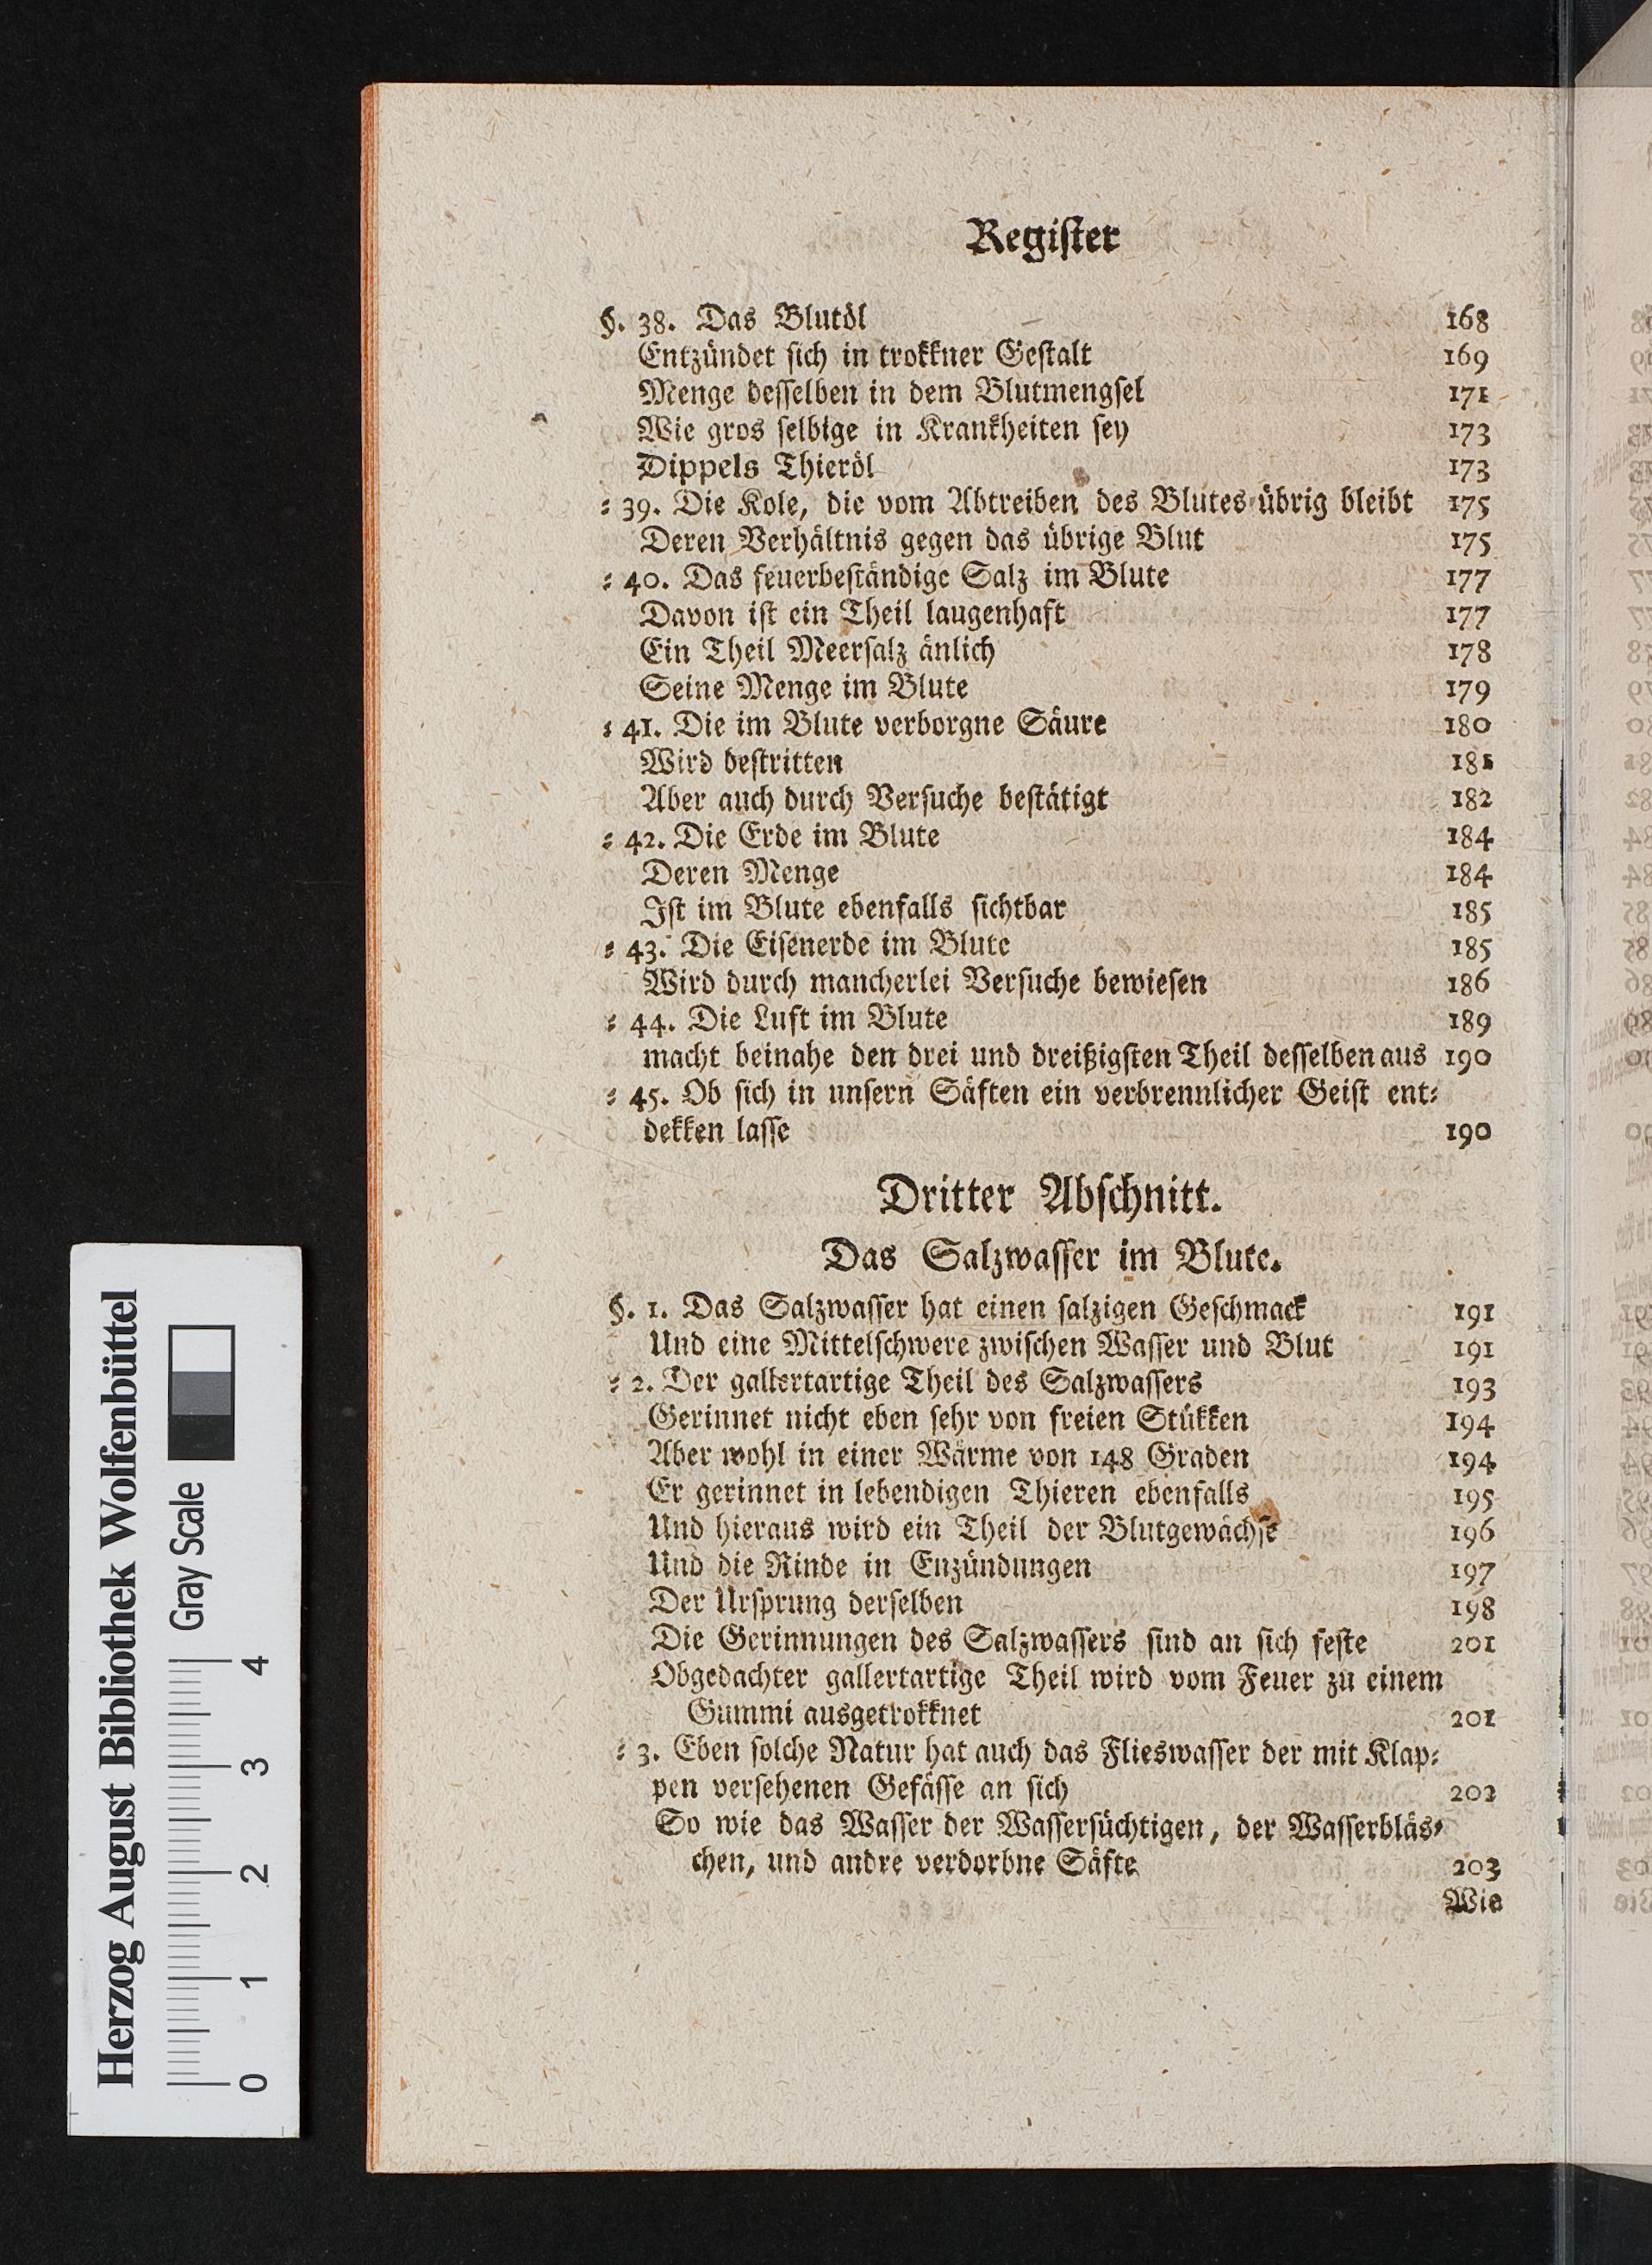 Regiſter
§. 38. Das Blutöl 168
Entzündet ſich in trokkner Geſtalt 169
Menge deſſelben in dem Blutmengſel 171
Wie gros ſelbige in Krankheiten ſey 173
Dippels Thieröl 173
⸗ 39. Die Kole, die vom Abtreiben des Blutes übrig bleibt 175
Deren Verhältnis gegen das übrige Blut 175
⸗ 40. Das feuerbeſtändige Salz im Blute 177
Davon iſt ein Theil laugenhaft 177
Ein Theil Meerſalz änlich 178
Seine Menge im Blute 179
⸗ 41. Die im Blute verborgne Säure 180
Wird beſtritten 181
Aber auch durch Verſuche beſtätigt 182
⸗ 42. Die Erde im Blute 184
Deren Menge 184
Iſt im Blute ebenfalls ſichtbar 185
⸗ 43. Die Eiſenerde im Blute 185
Wird durch mancherlei Verſuche bewieſen 186
⸗ 44. Die Luft im Blute 189
macht beinahe den drei und dreißigſten Theil deſſelben aus 190
⸗ 45. Ob ſich in unſern Säften ein verbrennlicher Geiſt ent⸗
dekken laſſe 190
Dritter Abſchnitt.
Das Salzwaſſer im Blute.
§. 1. Das Salzwaſſer hat einen ſalzigen Geſchmack 191
Und eine Mittelſchwere zwiſchen Waſſer und Blut 191
⸗ 2. Der gallertartige Theil des Salzwaſſers 193
Gerinnet nicht eben ſehr von freien Stükken 194
Aber wohl in einer Wärme von 148 Graden 194
Er gerinnet in lebendigen Thieren ebenfalls 195
Und hieraus wird ein Theil der Blutgewächſe 196
Und die Rinde in Enzündungen 197
Der Urſprung derſelben 198
Die Gerinnungen des Salzwaſſers ſind an ſich feſte 201
Obgedachter gallertartige Theil wird vom Feuer zu einem
Gummi ausgetrokknet 201
⸗ 3. Eben ſolche Natur hat auch das Flieswaſſer der mit Klap⸗
pen verſehenen Gefäſſe an ſich 202
So wie das Waſſer der Waſſerſüchtigen, der Waſſerbläs⸗
chen, und andre verdorbne Säfte 203
Wie
Herzog August Bibliothek Wolfenbüttel
Gray Scale
0 1 2 3 4